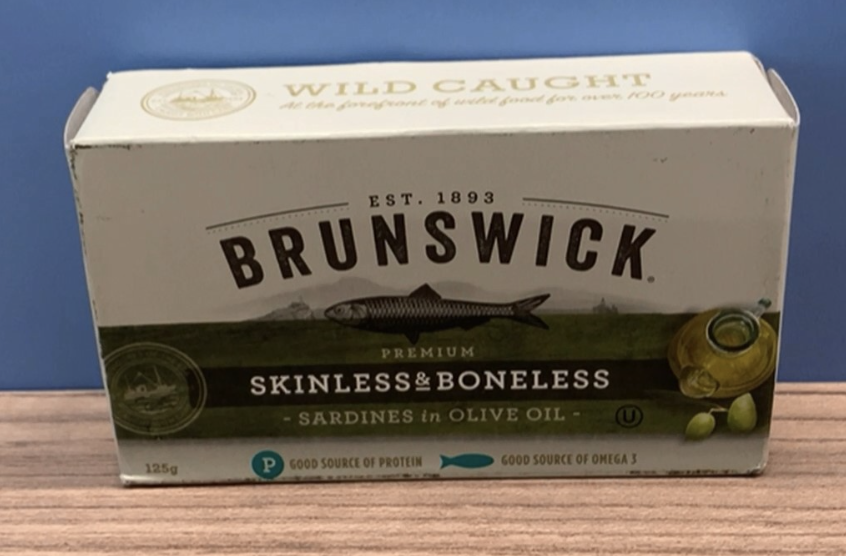 WILD CAUGHT
At the forefront of wild food for over 100 years
EST. 1893
BRUNSWICK®
PREMIUM
SKINLESS & BONELESS
- SARDINES in OLIVE OIL -
U
P GOOD SOURCE OF PROTEIN
GOOD SOURCE OF OMEGA 3
125g